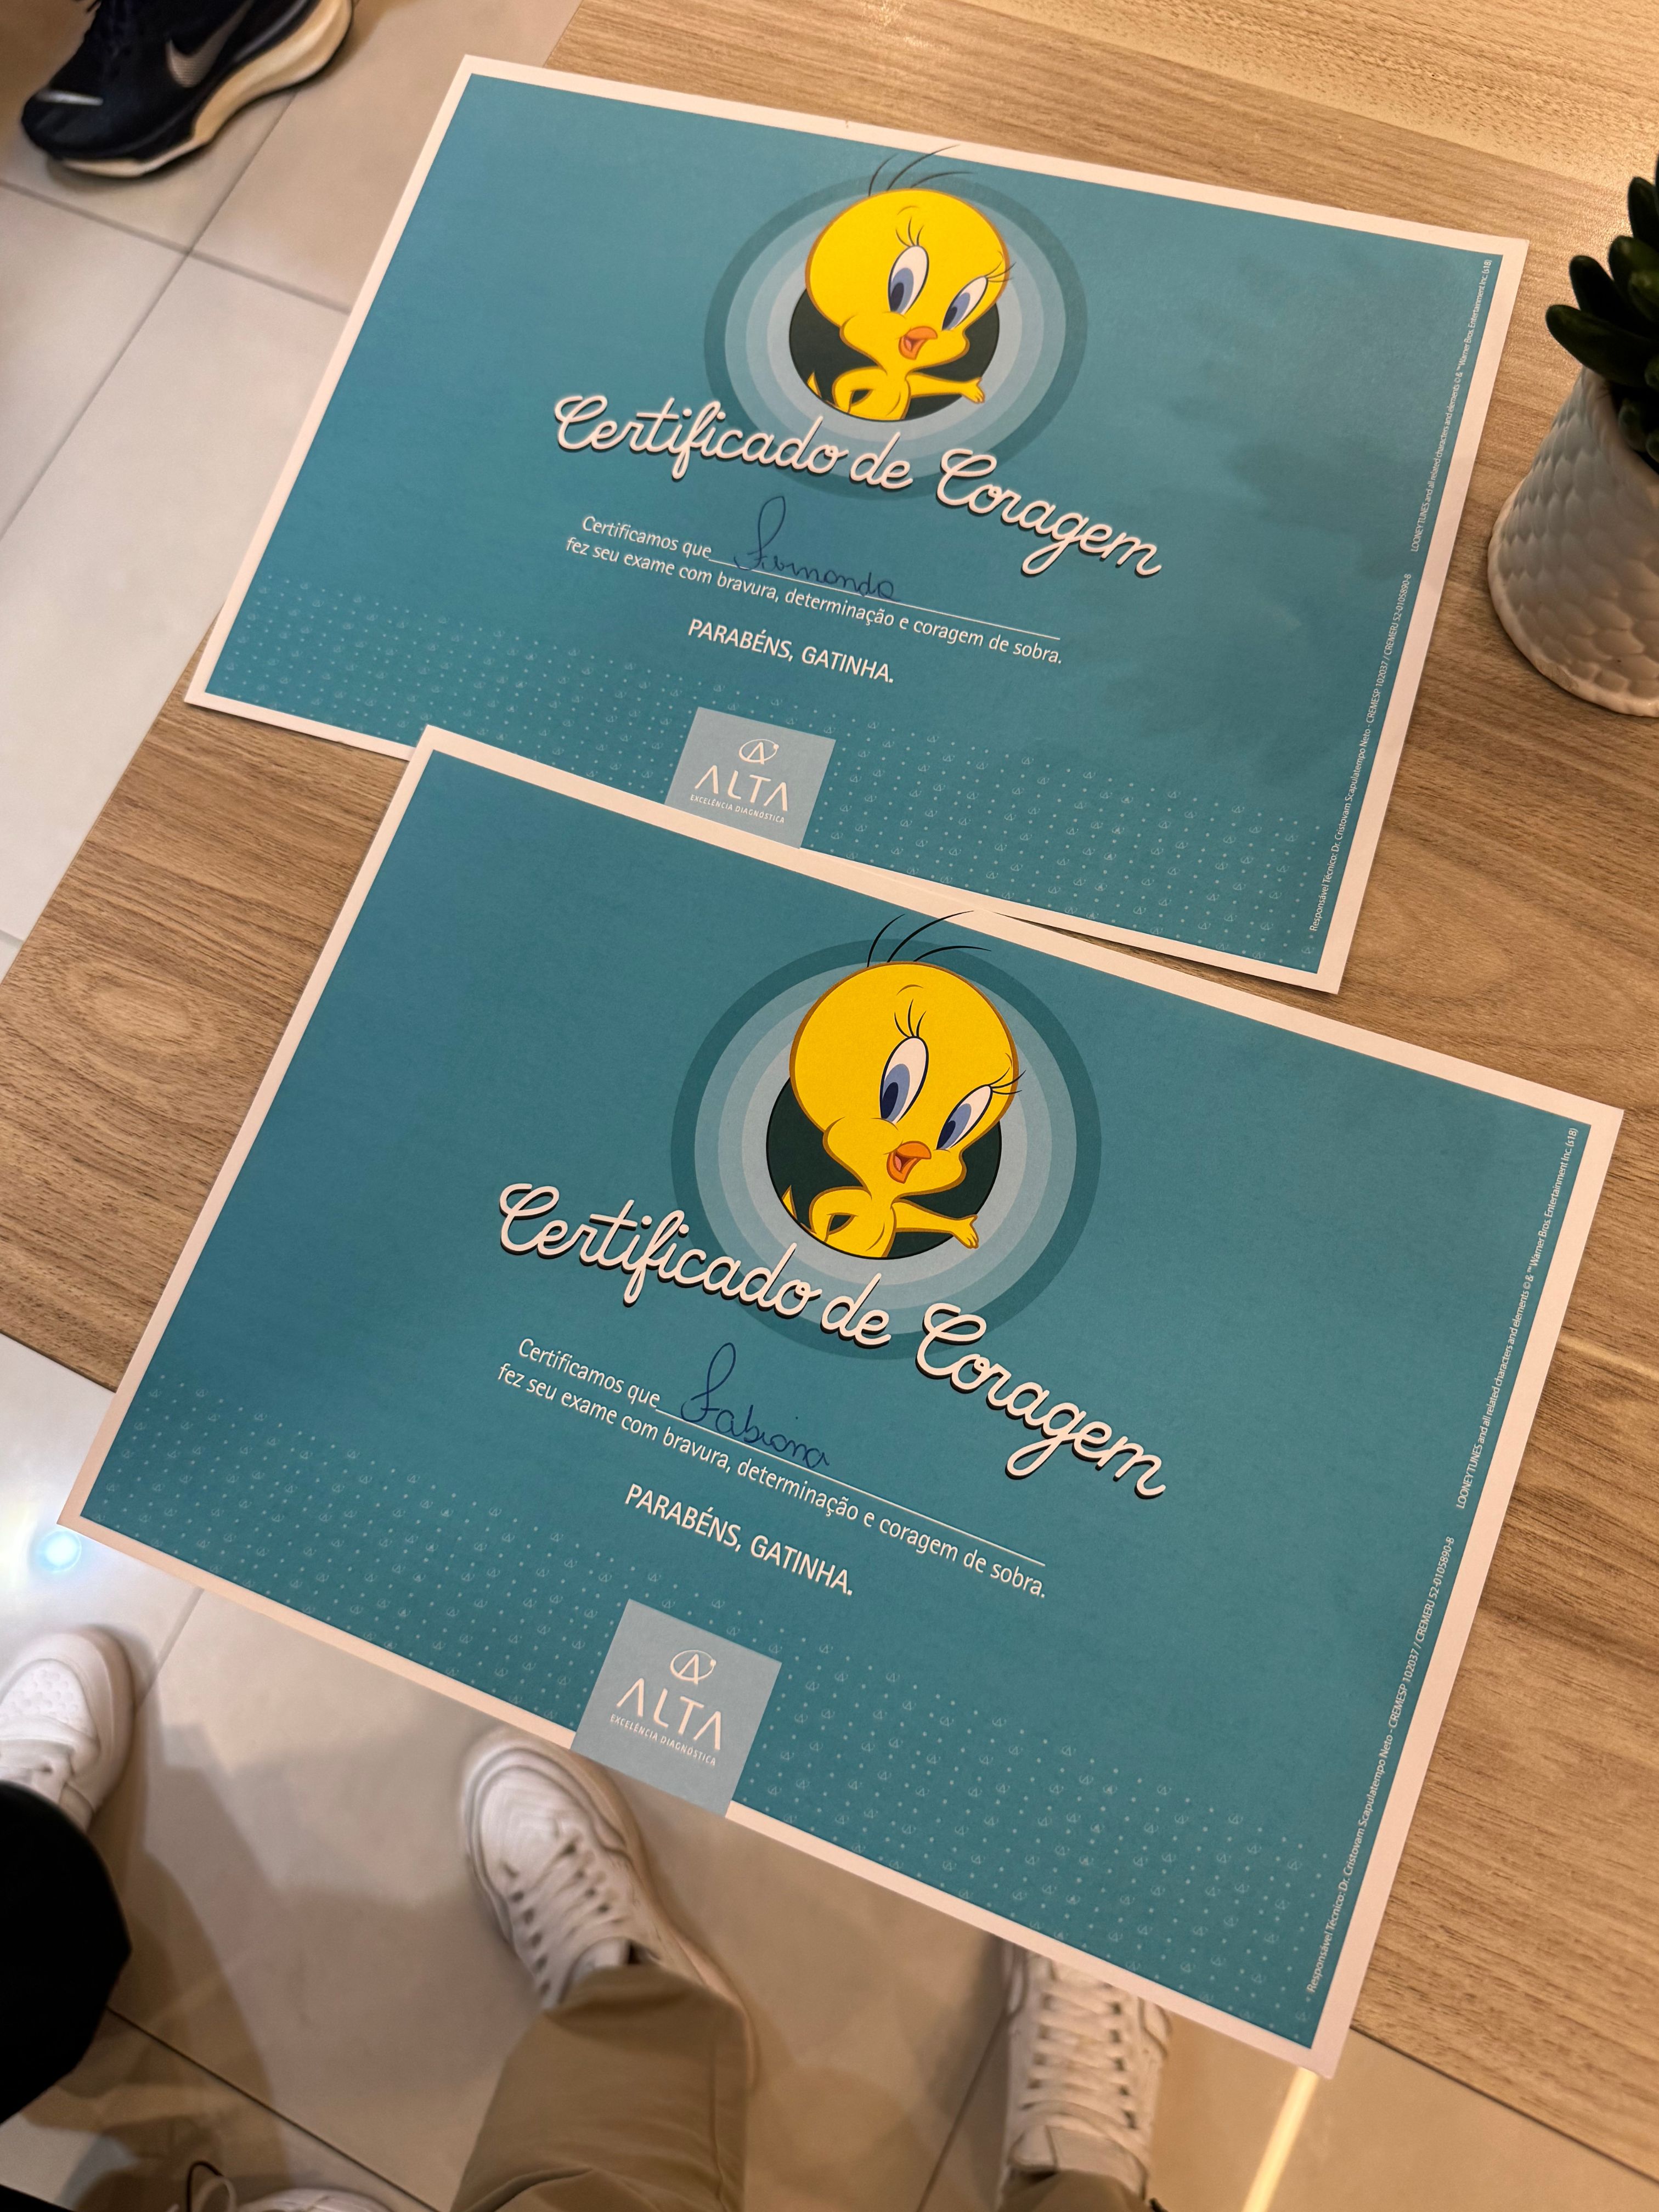 Certificado de Coragem
Certificamos que Fernanda
fez seu exame com bravura, determinação e coragem de sobra.
PARABÉNS, GATINHA.
ALTA
EXCELÊNCIA DIAGNÓSTICA
Responsável Técnico: Dr. Cristovam Scapulatempo Neto - CREMESP 102037 / CREMERJ 52-0105890-8
LOONEY TUNES and all related characters and elements © & ™ Warner Bros. Entertainment Inc. (s18)
Certificado de Coragem
Certificamos que Fabiana
fez seu exame com bravura, determinação e coragem de sobra.
PARABÉNS, GATINHA.
ALTA
EXCELÊNCIA DIAGNÓSTICA
Responsável Técnico: Dr. Cristovam Scapulatempo Neto - CREMESP 102037 / CREMERJ 52-0105890-8
LOONEY TUNES and all related characters and elements © & ™ Warner Bros. Entertainment Inc. (s18)